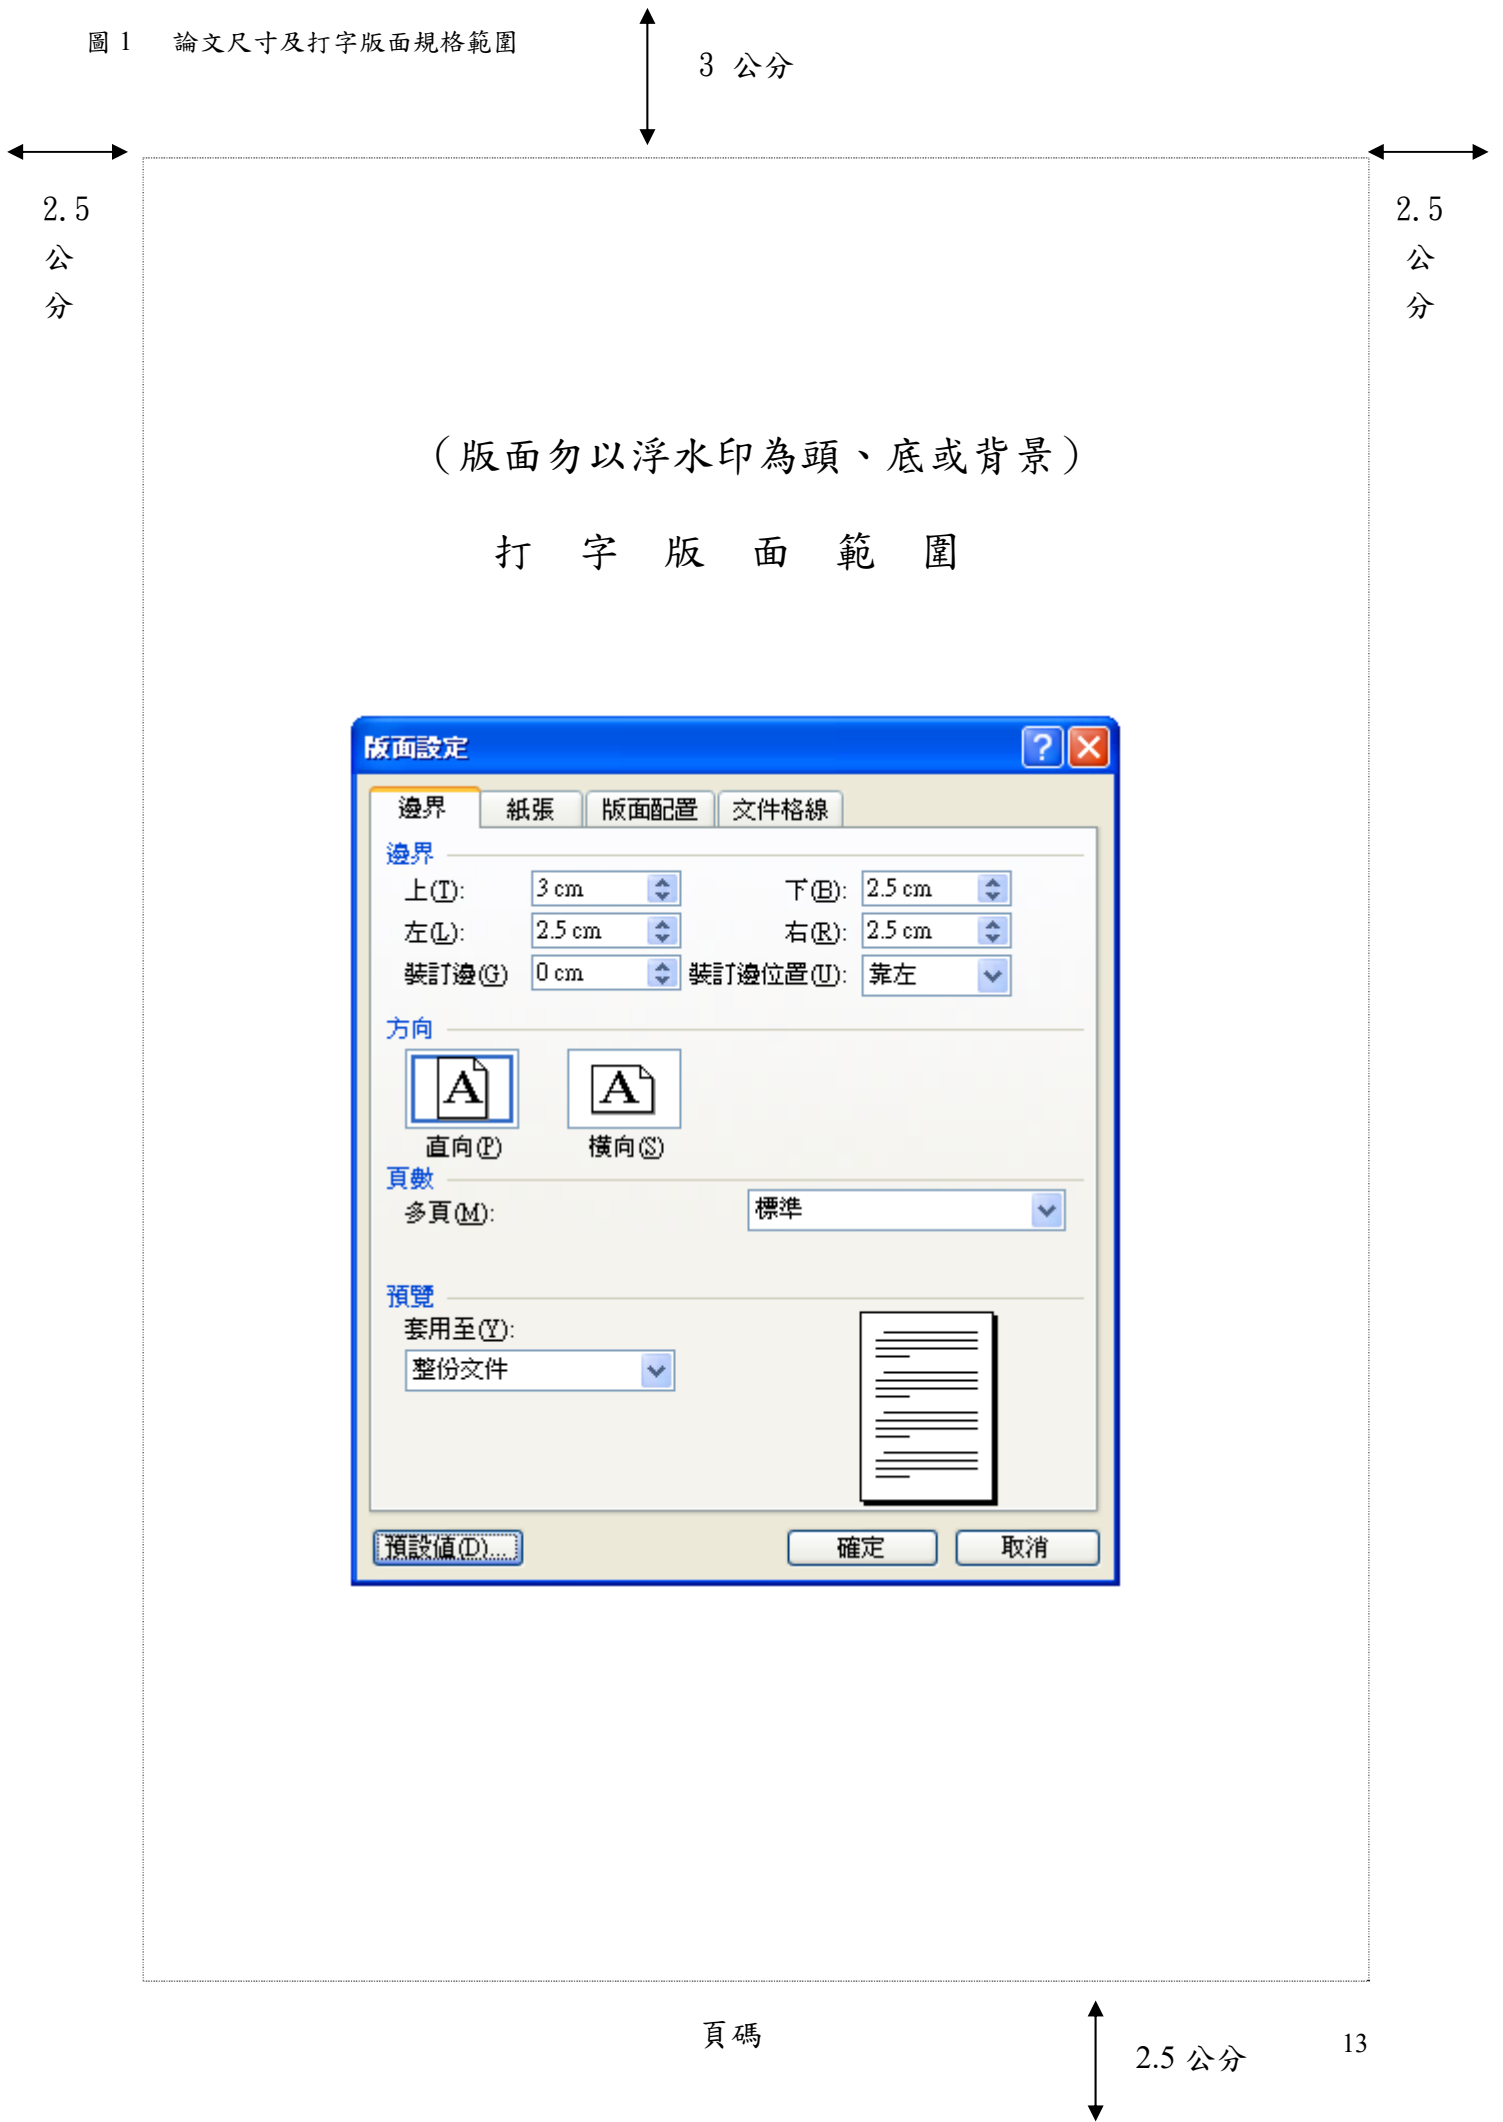 圖 1 論文尺寸及打字版面規格範圍
3 公分
2.5
公
分
2.5
公
分
（版面勿以浮水印為頭、底或背景）
打 字 版 面 範 圍
版面設定
邊界 紙張 版面配置 文件格線
邊界
上(T): 3 cm 下(B): 2.5 cm
左(L): 2.5 cm 右(R): 2.5 cm
裝訂邊(G) 0 cm 裝訂邊位置(U): 靠左
方向
A A
直向(P) 橫向(S)
頁數
多頁(M): 標準
預覽
套用至(Y):
整份文件
預設值(D)... 確定 取消
頁碼
2.5 公分
13